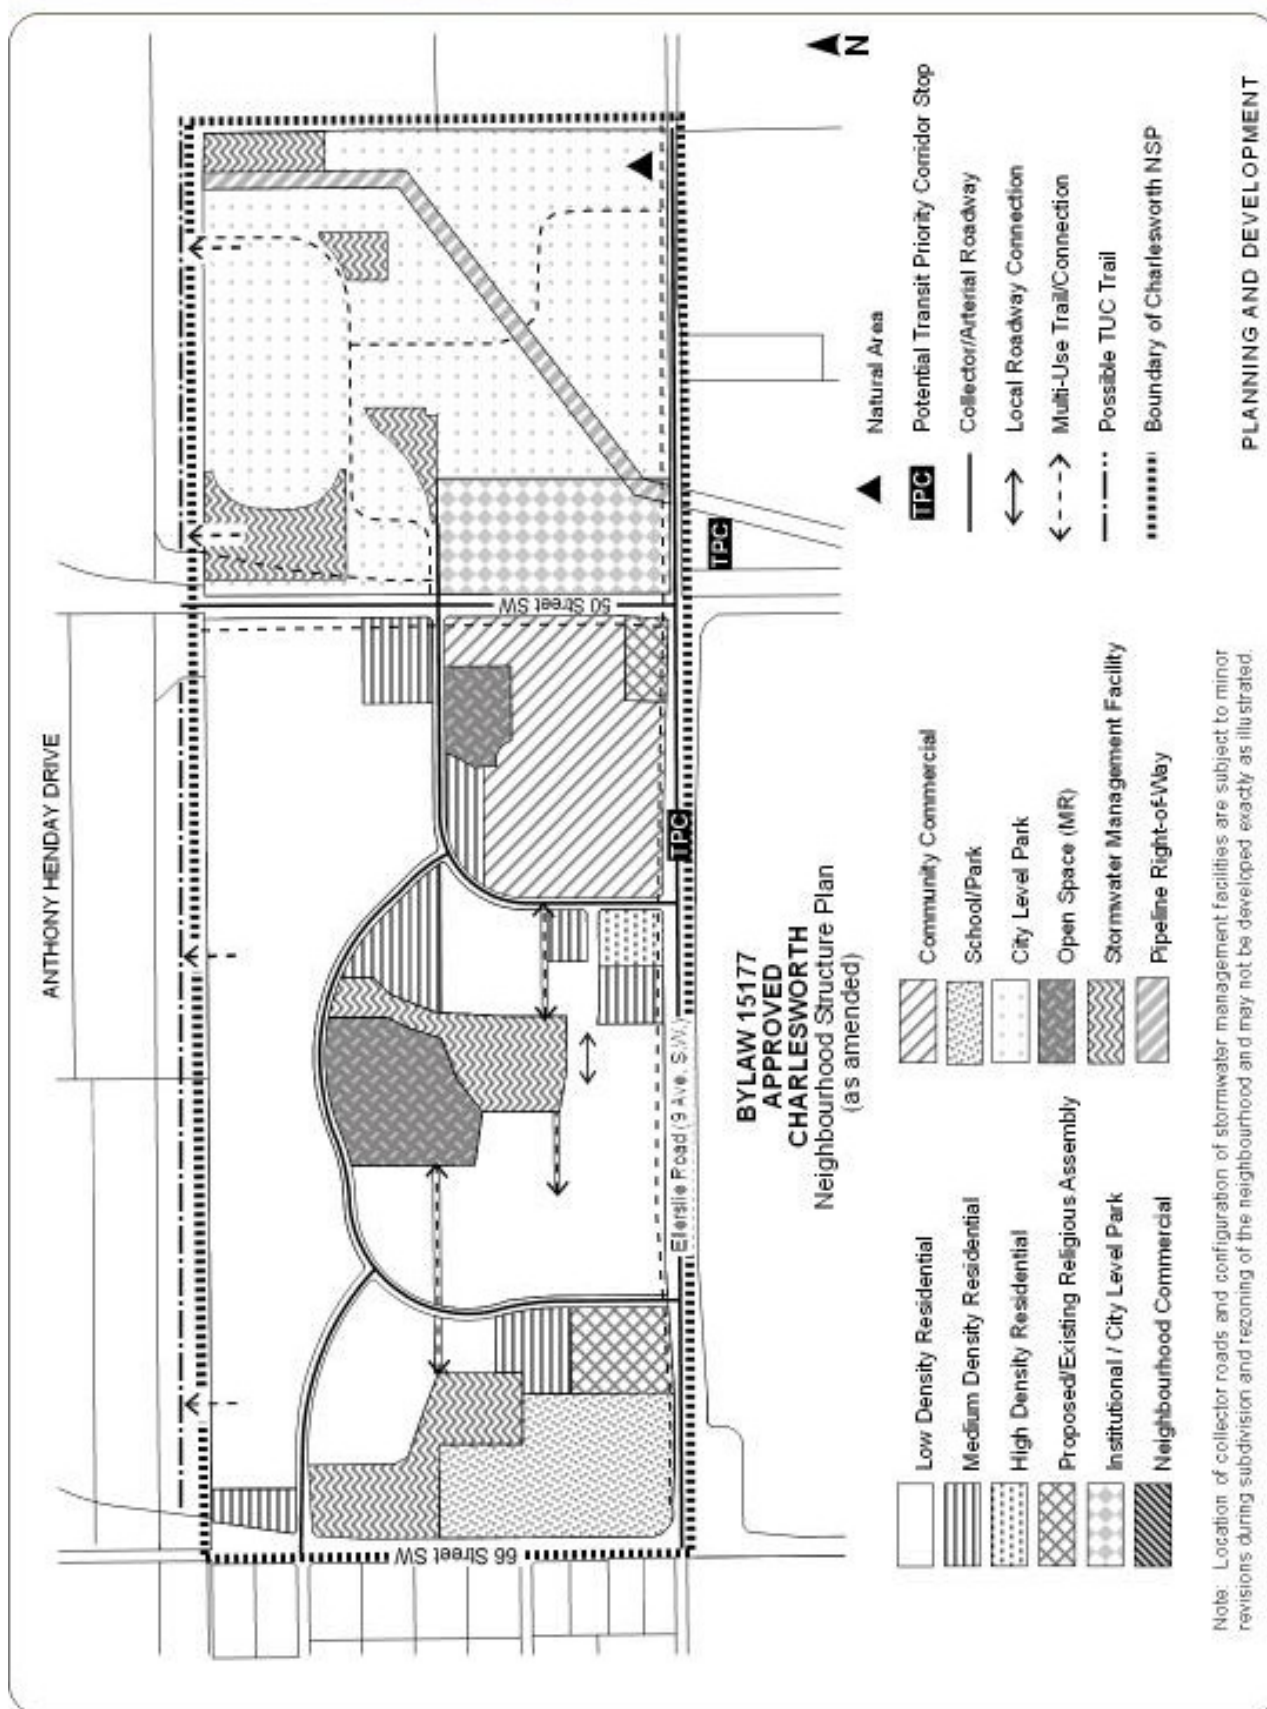 ANTHONY HENDAY DRIVE
66 Street SW
50 Street SW
Ellerslie Road (9 Ave. S.W.)
TPC
TPC
N
BYLAW 15177
APPROVED
CHARLESWORTH
Neighbourhood Structure Plan
(as amended)
Low Density Residential
Medium Density Residential
High Density Residential
Proposed/Existing Religious Assembly
Institutional / City Level Park
Neighbourhood Commercial
Community Commercial
School/Park
City Level Park
Open Space (MR)
Stormwater Management Facility
Pipeline Right-of-Way
Natural Area
TPC Potential Transit Priority Corridor Stop
Collector/Arterial Roadway
Local Roadway Connection
Multi-Use Trail/Connection
Possible TUC Trail
Boundary of Charlesworth NSP
Note: Location of collector roads and configuration of stormwater management facilities are subject to minor
revisions during subdivision and rezoning of the neighbourhood and may not be developed exactly as illustrated.
PLANNING AND DEVELOPMENT